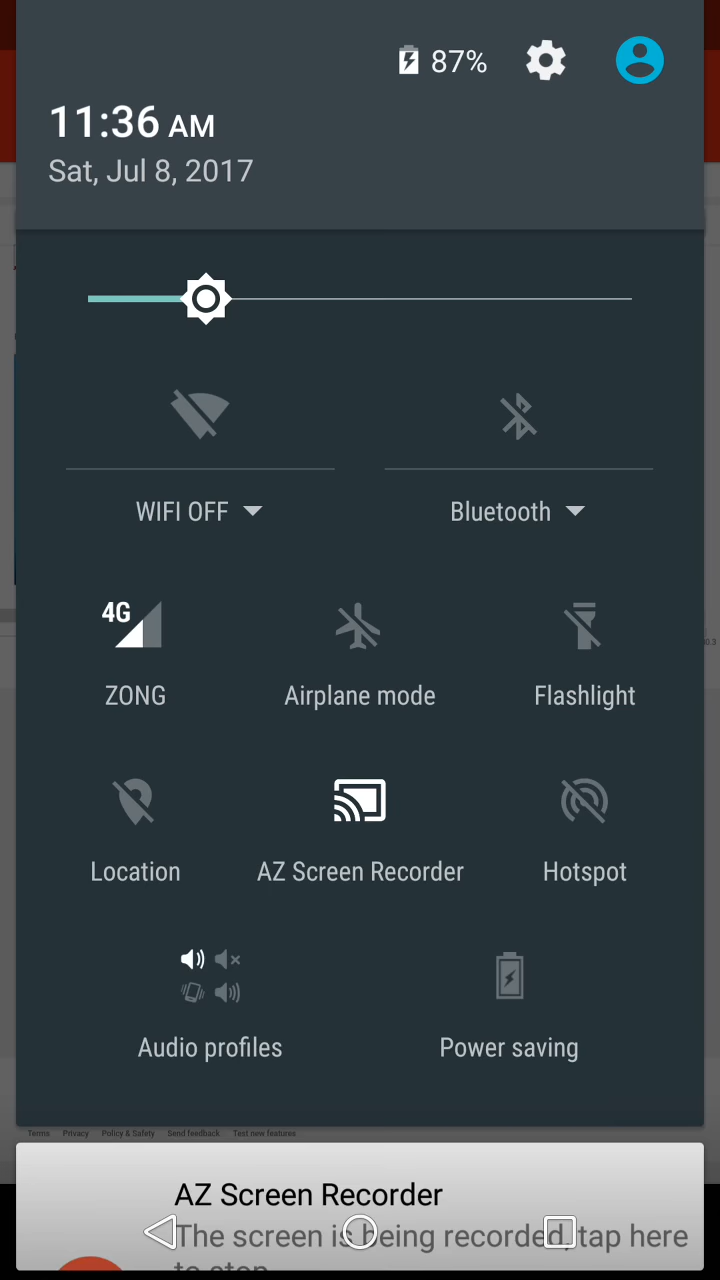 87%
11:36 AM
Sat, Jul 8, 2017
WIFI OFF
Bluetooth
4G
ZONG
Airplane mode
Flashlight
Location
AZ Screen Recorder
Hotspot
Audio profiles
Power saving
Terms Privacy Policy & Safety Send feedback Test new features
AZ Screen Recorder
The screen is being recorded, tap here
to stop